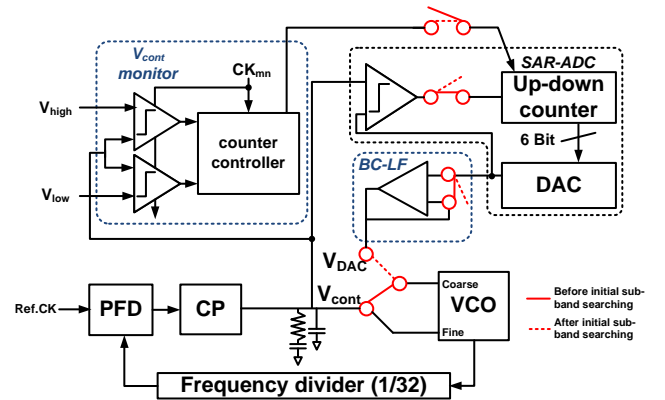 V_cont
monitor
CK_mn
V_high
V_low
counter
controller
SAR-ADC
Up-down
counter
6 Bit
DAC
BC-LF
V_DAC
V_cont
Coarse
VCO
Fine
Ref.CK
PFD
CP
Before initial sub-
band searching
After initial sub-
band searching
Frequency divider (1/32)